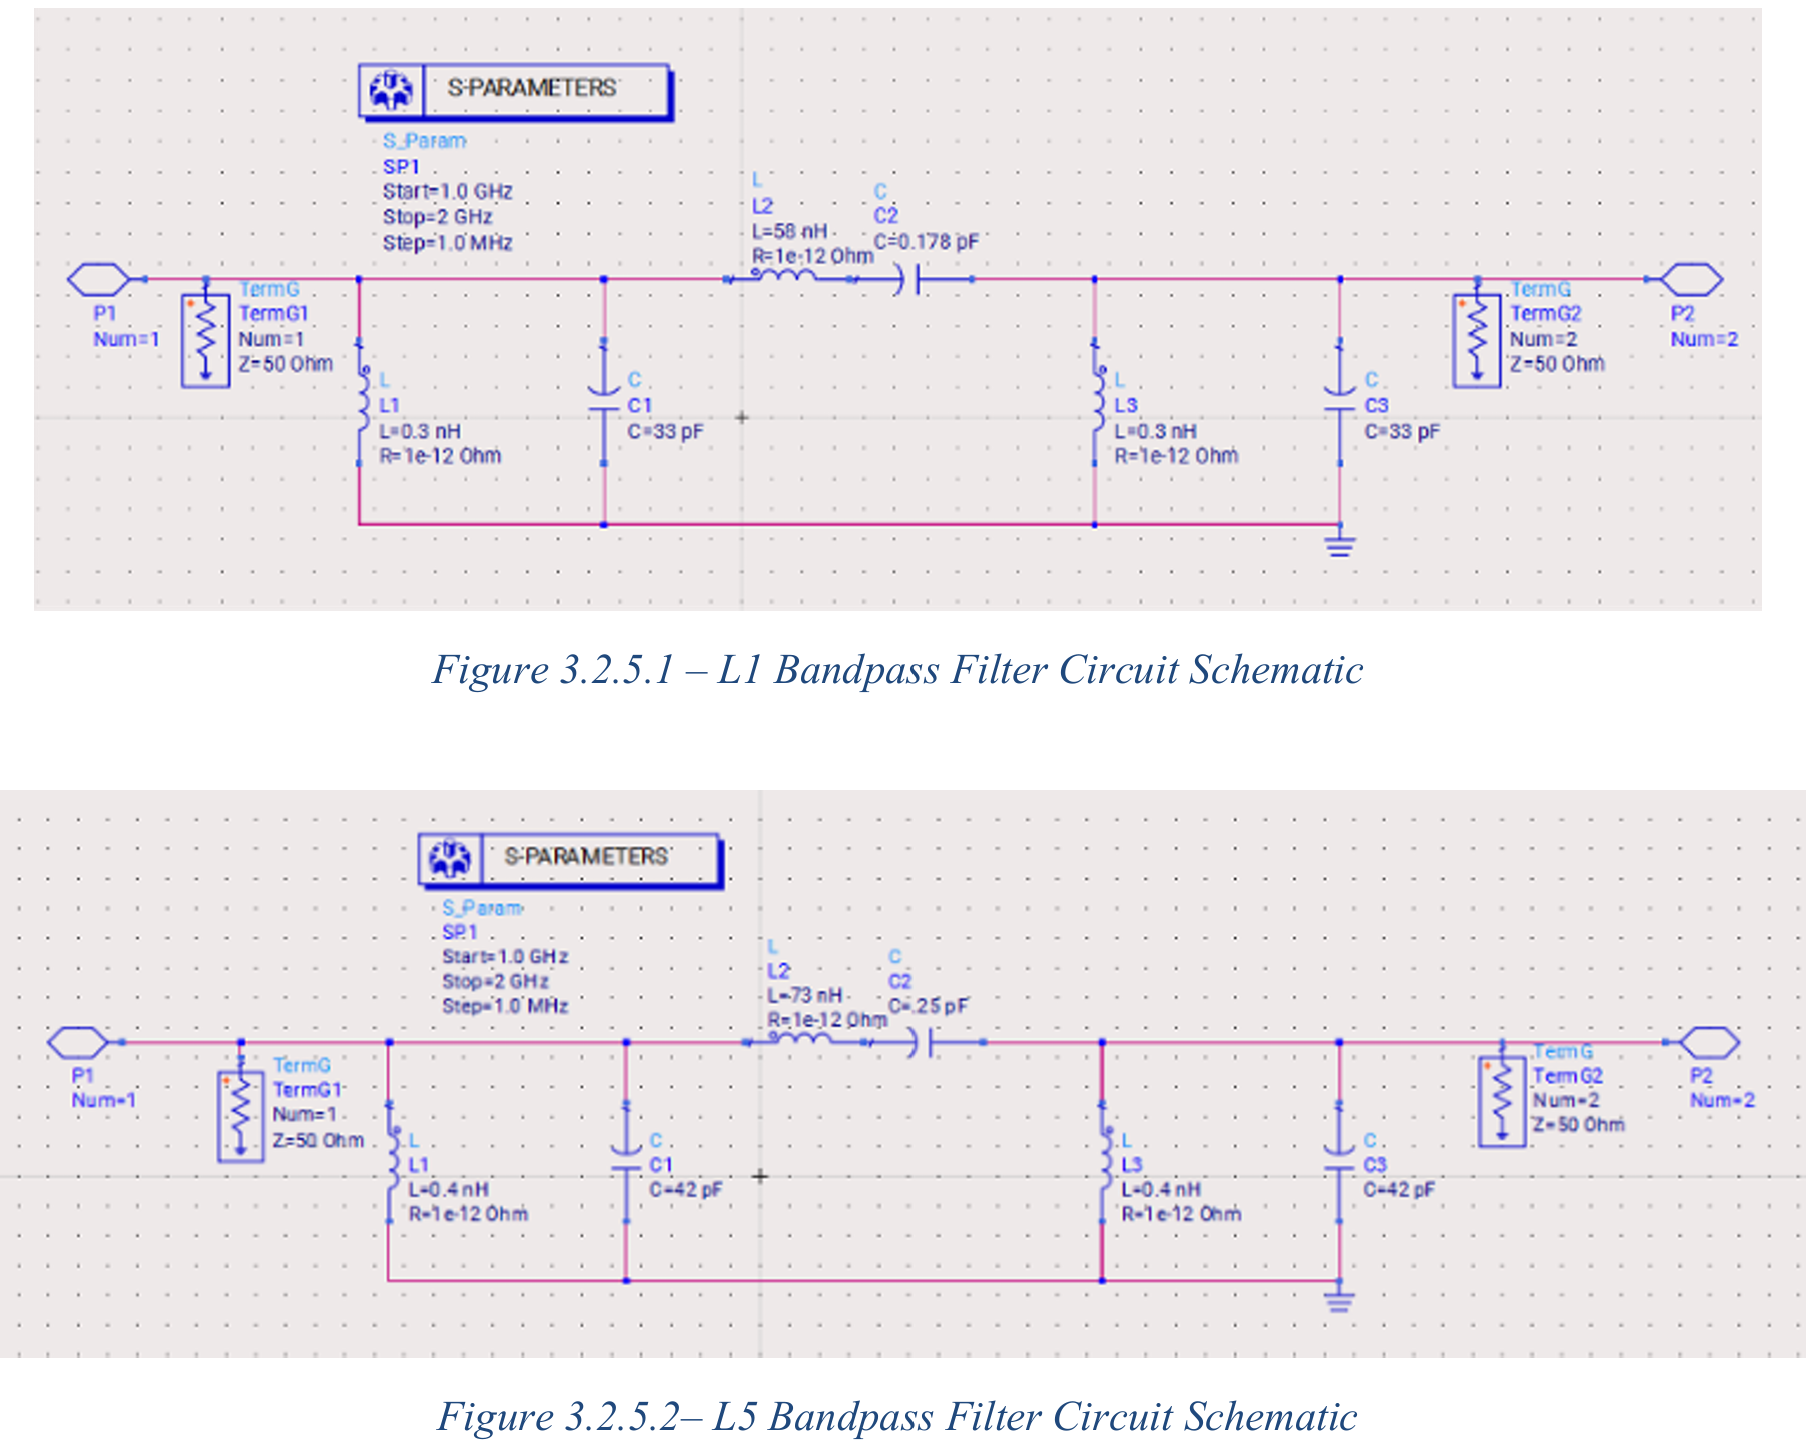 S-PARAMETERS
S_Param
SP1
Start=1.0 GHz
Stop=2 GHz
Step=1.0 MHz
L
L2
L=58 nH
R=1e-12 Ohm
C
C2
C=0.178 pF
P1
Num=1
TermG
TermG1
Num=1
Z=50 Ohm
L
L1
L=0.3 nH
R=1e-12 Ohm
C
C1
C=33 pF
L
L3
L=0.3 nH
R=1e-12 Ohm
C
C3
C=33 pF
TermG
TermG2
Num=2
Z=50 Ohm
P2
Num=2
Figure 3.2.5.1 – L1 Bandpass Filter Circuit Schematic
S-PARAMETERS
S_Param
SP1
Start=1.0 GHz
Stop=2 GHz
Step=1.0 MHz
L
L2
L=73 nH
R=1e-12 Ohm
C
C2
C=.25 pF
P1
Num=1
TermG
TermG1
Num=1
Z=50 Ohm
L
L1
L=0.4 nH
R=1e-12 Ohm
C
C1
C=42 pF
L
L3
L=0.4 nH
R=1e-12 Ohm
C
C3
C=42 pF
TermG
TermG2
Num=2
Z=50 Ohm
P2
Num=2
Figure 3.2.5.2– L5 Bandpass Filter Circuit Schematic